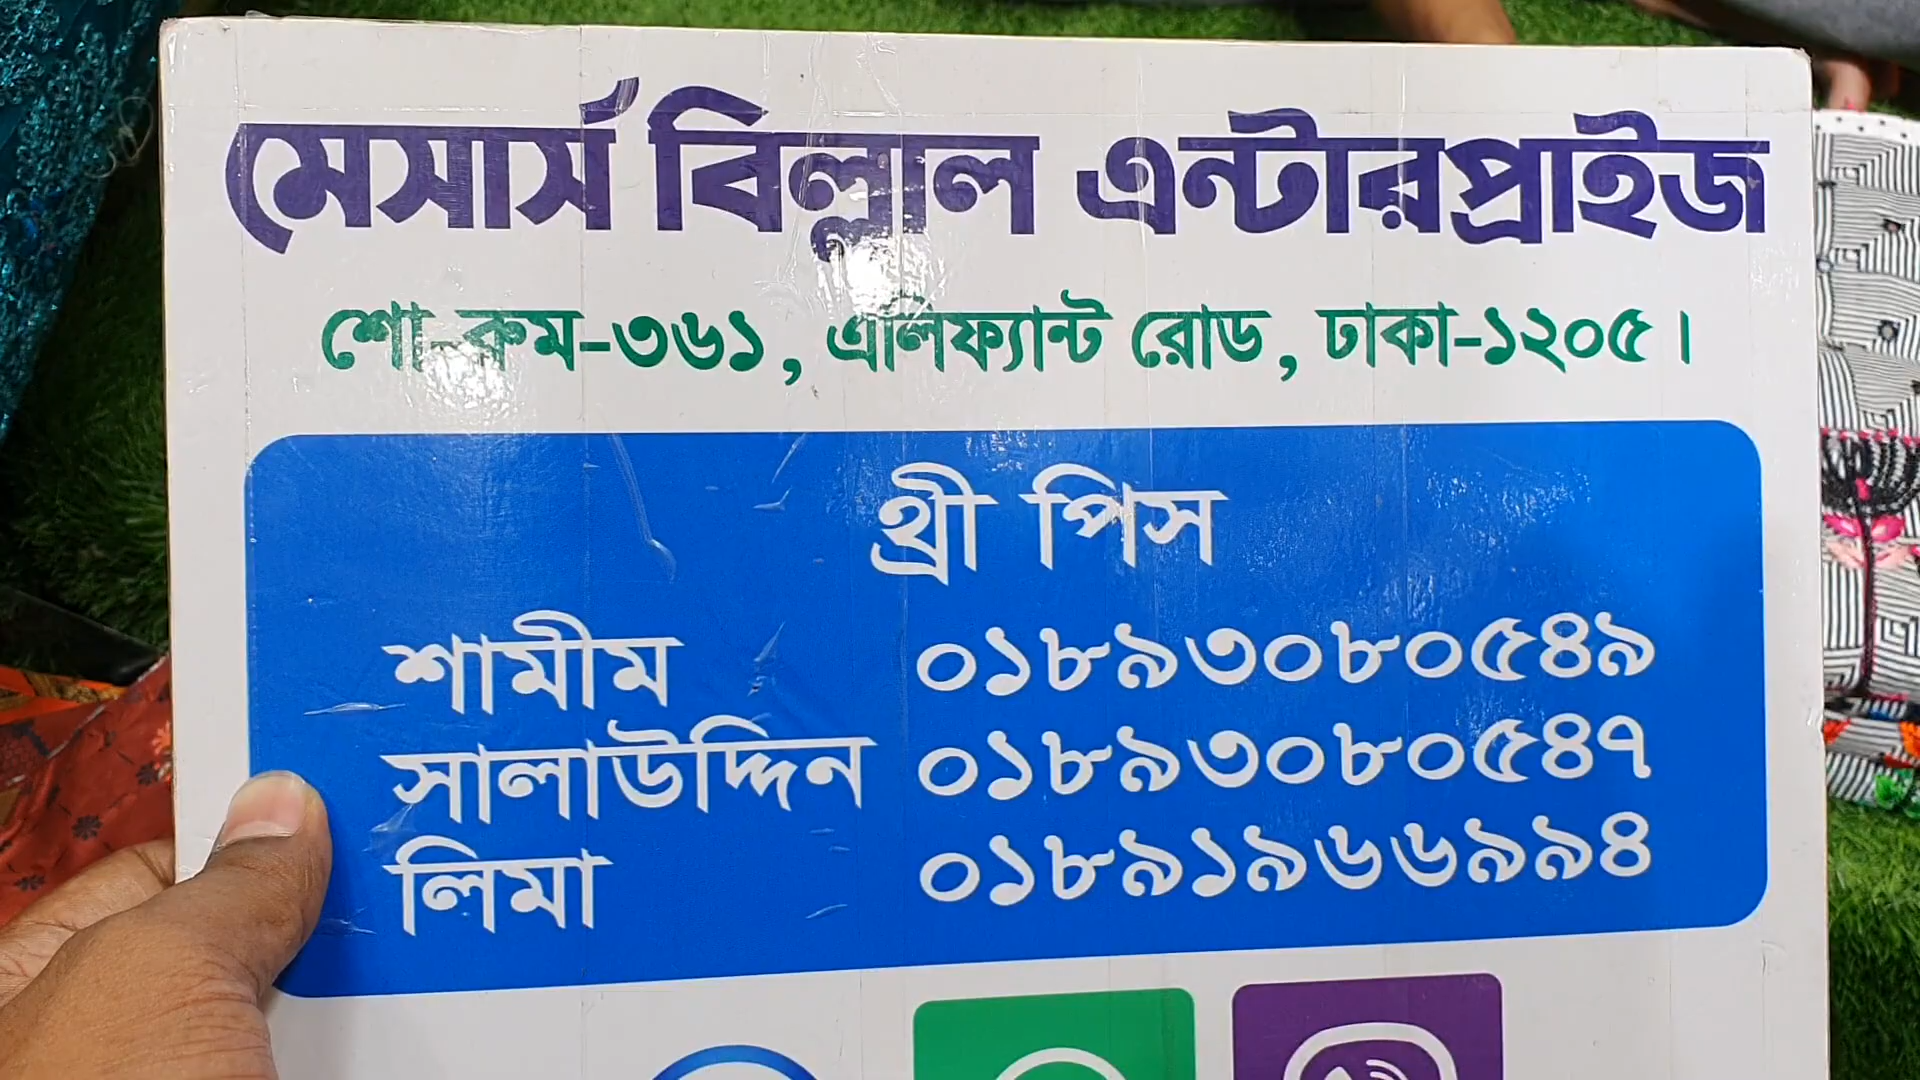 মেসার্স বিল্লাল এন্টারপ্রাইজ
শো-রুম-৩৬১, এলিফ্যান্ট রোড, ঢাকা-১২০৫।
থ্রী পিস
শামীম ০১৮৯৩০৮০৫৪৯
সালাউদ্দিন ০১৮৯৩০৮০৫৪৭
লিমা ০১৮৯১৯৬৬৯৯৪